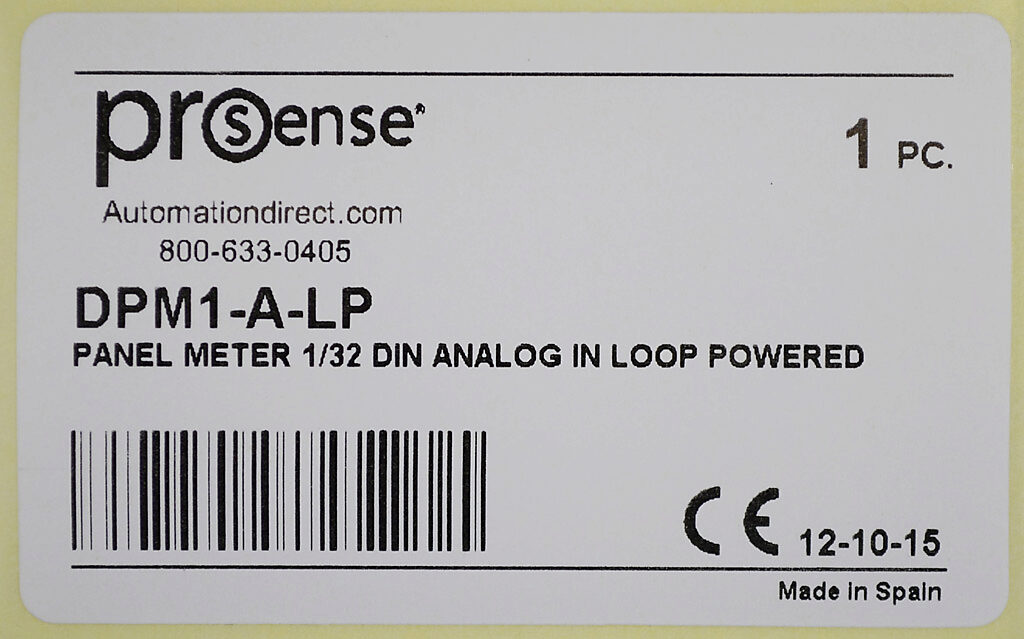 prosense®
1 PC.
Automationdirect.com
800-633-0405
DPM1-A-LP
PANEL METER 1/32 DIN ANALOG IN LOOP POWERED
CE 12-10-15
Made in Spain